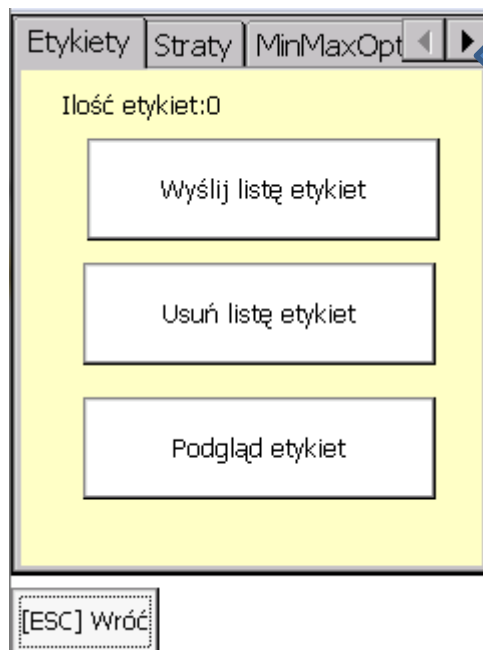 Etykiety Straty MinMaxOpt
Ilość etykiet:0
Wyślij listę etykiet
Usuń listę etykiet
Podgląd etykiet
[ESC] Wróć